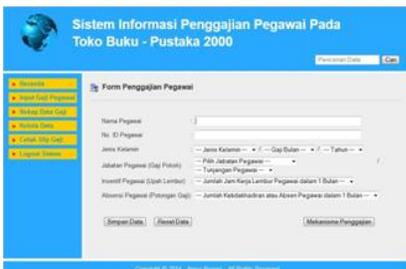 Sistem Informasi Penggajian Pegawai Pada
Toko Buku - Pustaka 2000
Pencarian Data
Cari
Beranda
Input Gaji Pegawai
Rekap Data Gaji
Kelola Data
Cetak Slip Gaji
Logout Sistem
Form Penggajian Pegawai
Nama Pegawai :
No. ID Pegawai
Jenis Kelamin : -- Jenis Kelamin -- / -- Gaji Bulan -- / -- Tahun --
Jabatan Pegawai (Gaji Pokok) : -- Pilih Jabatan Pegawai -- /
-- Tunjangan Pegawai --
Insentif Pegawai (Upah Lembur) : -- Jumlah Jam Kerja Lembur Pegawai dalam 1 Bulan --
Absensi Pegawai (Potongan Gaji) : -- Jumlah Ketidakhadiran atau Absen Pegawai dalam 1 Bulan --
Simpan Data
Reset Data
Mekanisme Penggajian